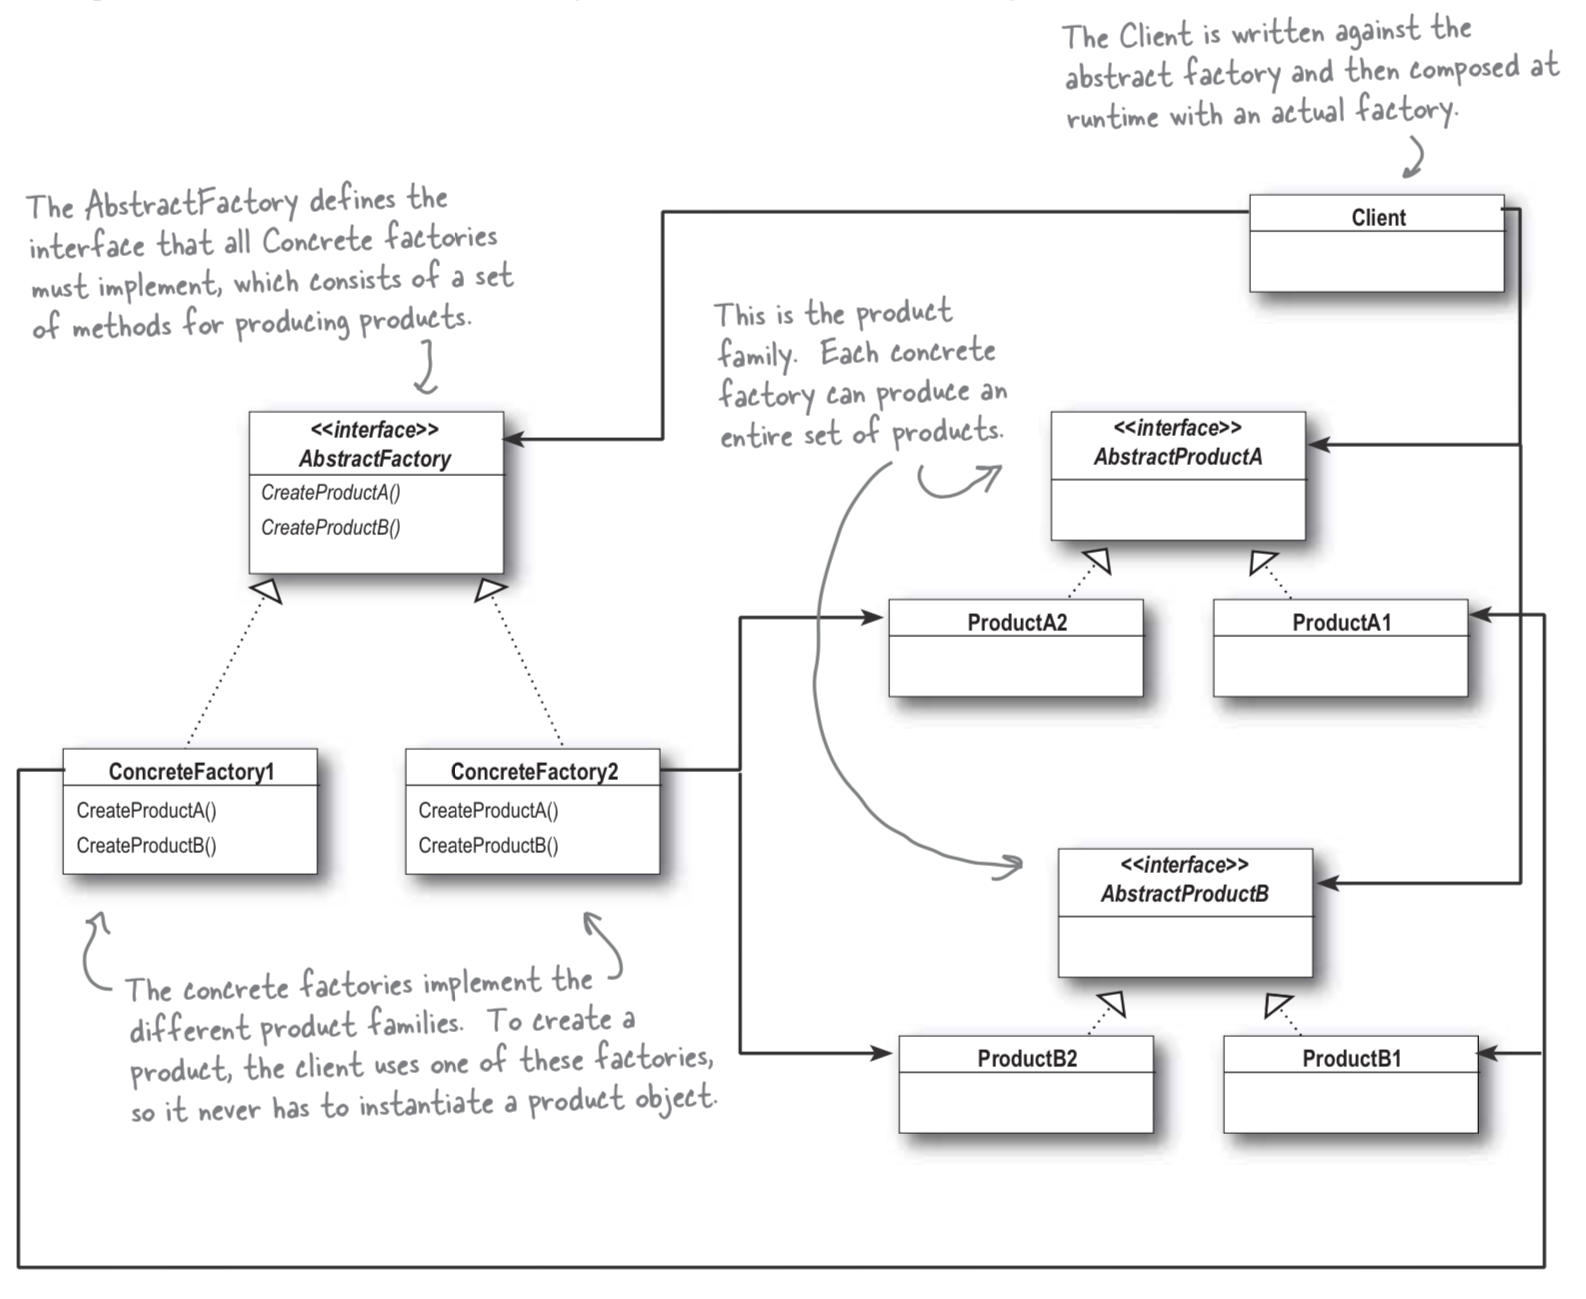 The Client is written against the
abstract factory and then composed at
runtime with an actual factory.
The AbstractFactory defines the
interface that all Concrete factories
must implement, which consists of a set
of methods for producing products.
Client
This is the product
family. Each concrete
factory can produce an
entire set of products.
<<interface>>
AbstractFactory
CreateProductA()
CreateProductB()
<<interface>>
AbstractProductA
ProductA2
ProductA1
ConcreteFactory1
CreateProductA()
CreateProductB()
ConcreteFactory2
CreateProductA()
CreateProductB()
<<interface>>
AbstractProductB
The concrete factories implement the
different product families. To create a
product, the client uses one of these factories,
so it never has to instantiate a product object.
ProductB2
ProductB1